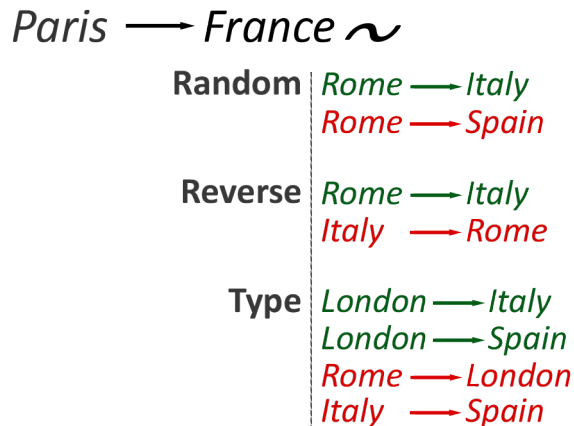 Paris → France ~
Random Rome → Italy
Rome → Spain
Reverse Rome → Italy
Italy → Rome
Type London → Italy
London → Spain
Rome → London
Italy → Spain